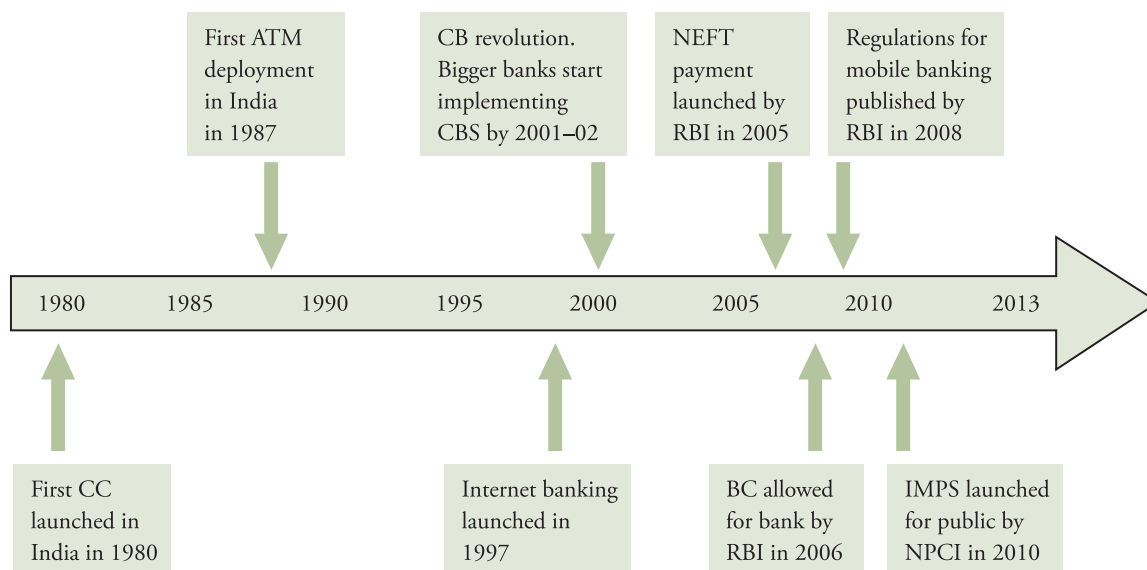 First ATM
deployment
in India
in 1987
CB revolution.
Bigger banks start
implementing
CBS by 2001–02
NEFT
payment
launched by
RBI in 2005
Regulations for
mobile banking
published by
RBI in 2008
1980 1985 1990 1995 2000 2005 2010 2013
First CC
launched in
India in 1980
Internet banking
launched in
1997
BC allowed
for bank by
RBI in 2006
IMPS launched
for public by
NPCI in 2010